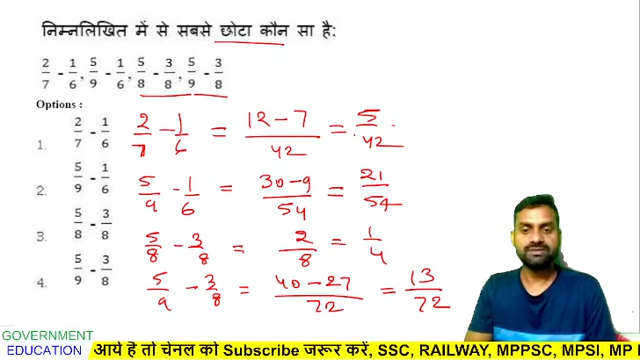 निम्नलिखित में से सबसे छोटा कौन सा है:
2/7 - 1/6, 5/9 - 1/6, 5/8 - 3/8, 5/9 - 3/8
Options :
1. 2/7 - 1/6
2/7 - 1/6 = 12 - 7/42 = 5/42
2. 5/9 - 1/6
5/9 - 1/6 = 30 - 9/54 = 21/54
3. 5/8 - 3/8
5/8 - 3/8 = 2/8 = 1/4
4. 5/9 - 3/8
5/9 - 3/8 = 40 - 27/72 = 13/72
GOVERNMENT
EDUCATION
आये है तो चेनल को Subscribe जरूर करें, SSC, RAILWAY, MPPSC, MPSI, MP